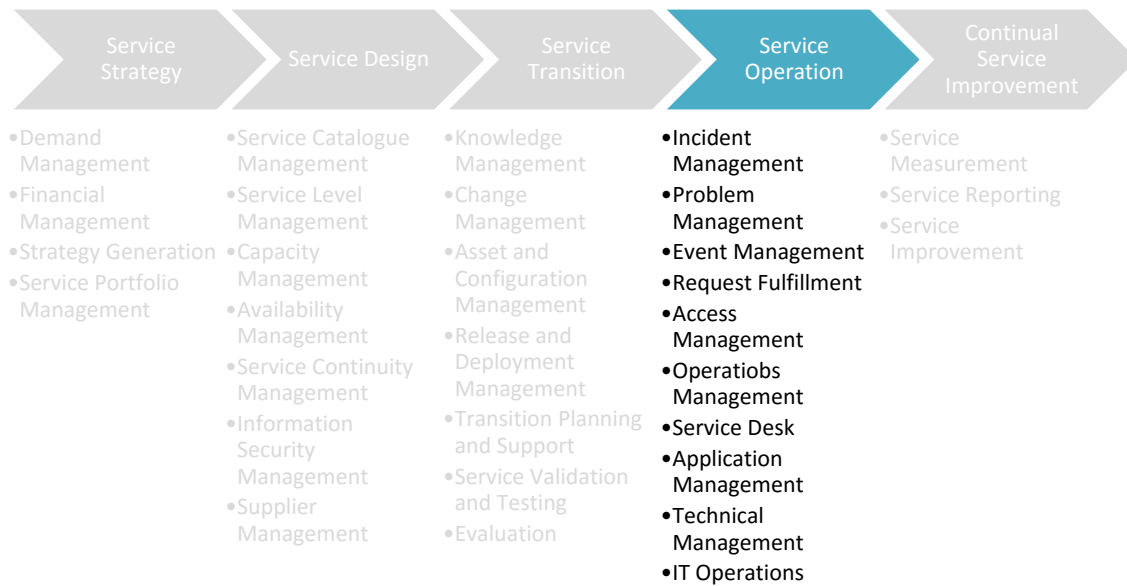 Service
Strategy
Service Design
Service
Transition
Service
Operation
Continual
Service
Improvement
•Demand
Management
•Financial
Management
•Strategy Generation
•Service Portfolio
Management
•Service Catalogue
Management
•Service Level
Management
•Capacity
Management
•Availability
Management
•Service Continuity
Management
•Information
Security
Management
•Supplier
Management
•Knowledge
Management
•Change
Management
•Asset and
Configuration
Management
•Release and
Deployment
Management
•Transition Planning
and Support
•Service Validation
and Testing
•Evaluation
•Incident
Management
•Problem
Management
•Event Management
•Request Fulfillment
•Access
Management
•Operatiobs
Management
•Service Desk
•Application
Management
•Technical
Management
•IT Operations
•Service
Measurement
•Service Reporting
•Service
Improvement